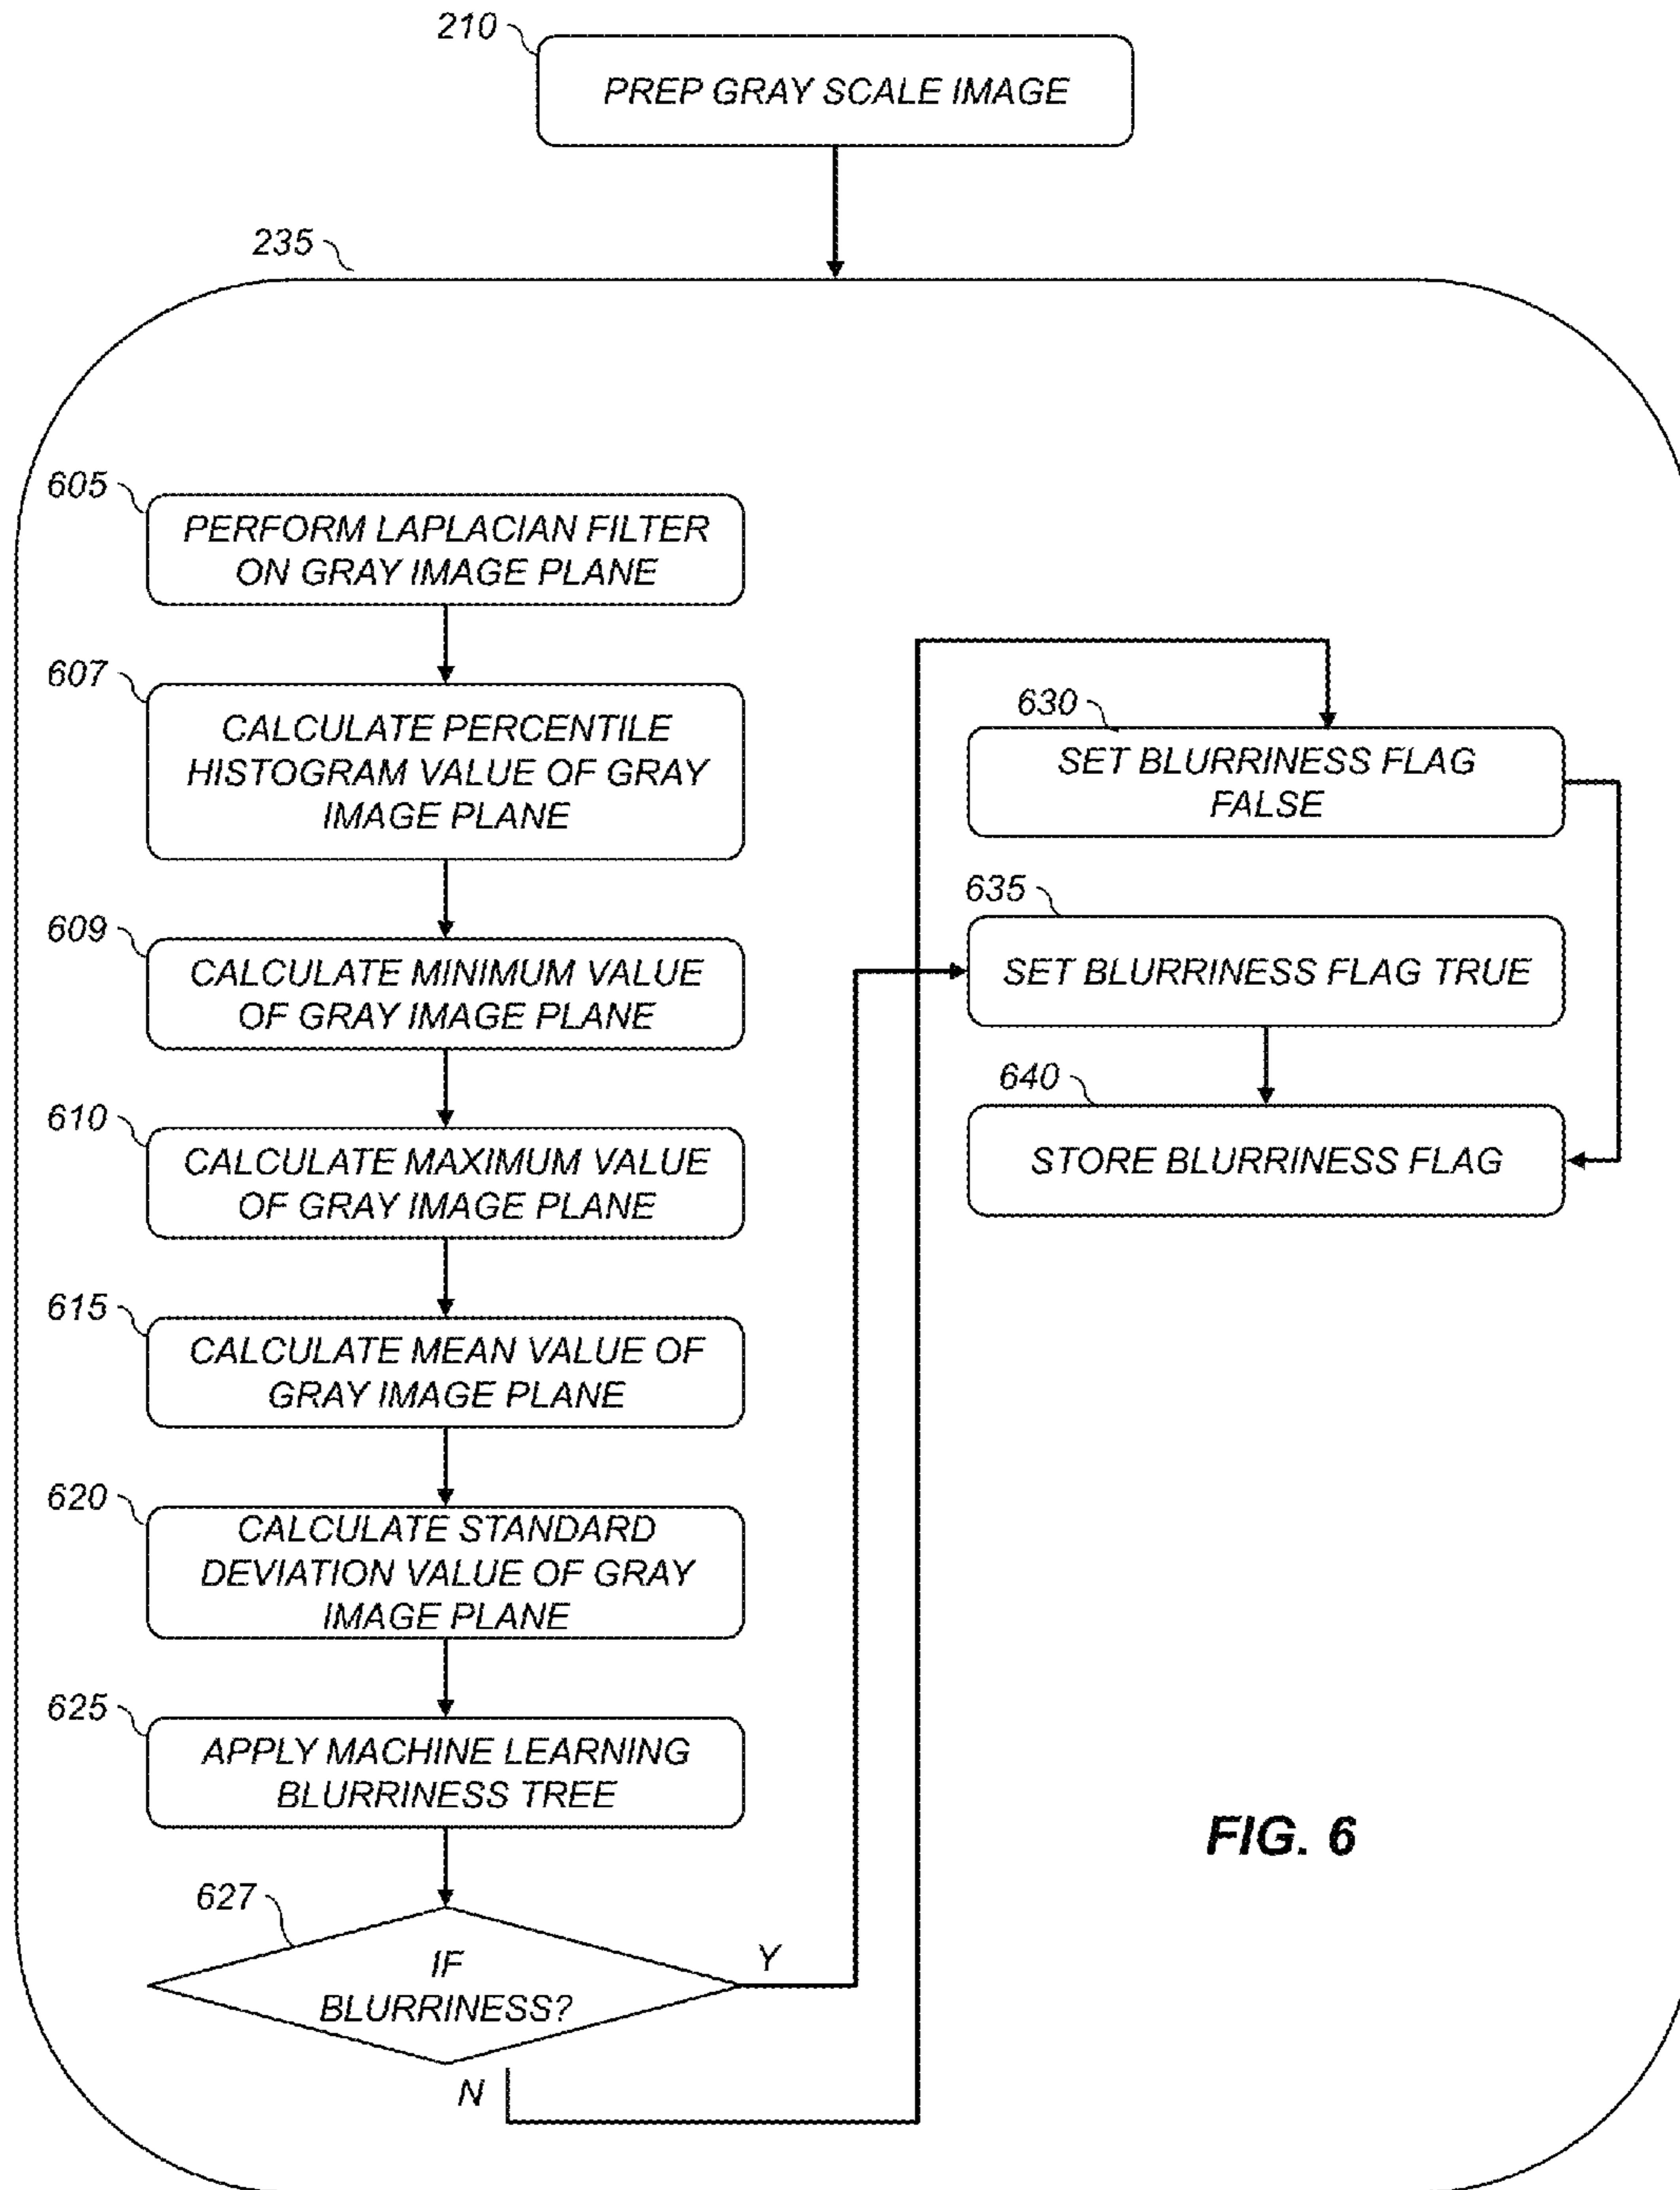 210
PREP GRAY SCALE IMAGE
235
605
PERFORM LAPLACIAN FILTER
ON GRAY IMAGE PLANE
607
CALCULATE PERCENTILE
HISTOGRAM VALUE OF GRAY
IMAGE PLANE
609
CALCULATE MINIMUM VALUE
OF GRAY IMAGE PLANE
610
CALCULATE MAXIMUM VALUE
OF GRAY IMAGE PLANE
615
CALCULATE MEAN VALUE OF
GRAY IMAGE PLANE
620
CALCULATE STANDARD
DEVIATION VALUE OF GRAY
IMAGE PLANE
625
APPLY MACHINE LEARNING
BLURRINESS TREE
627
IF
BLURRINESS?
Y
N
630
SET BLURRINESS FLAG
FALSE
635
SET BLURRINESS FLAG TRUE
640
STORE BLURRINESS FLAG
FIG. 6